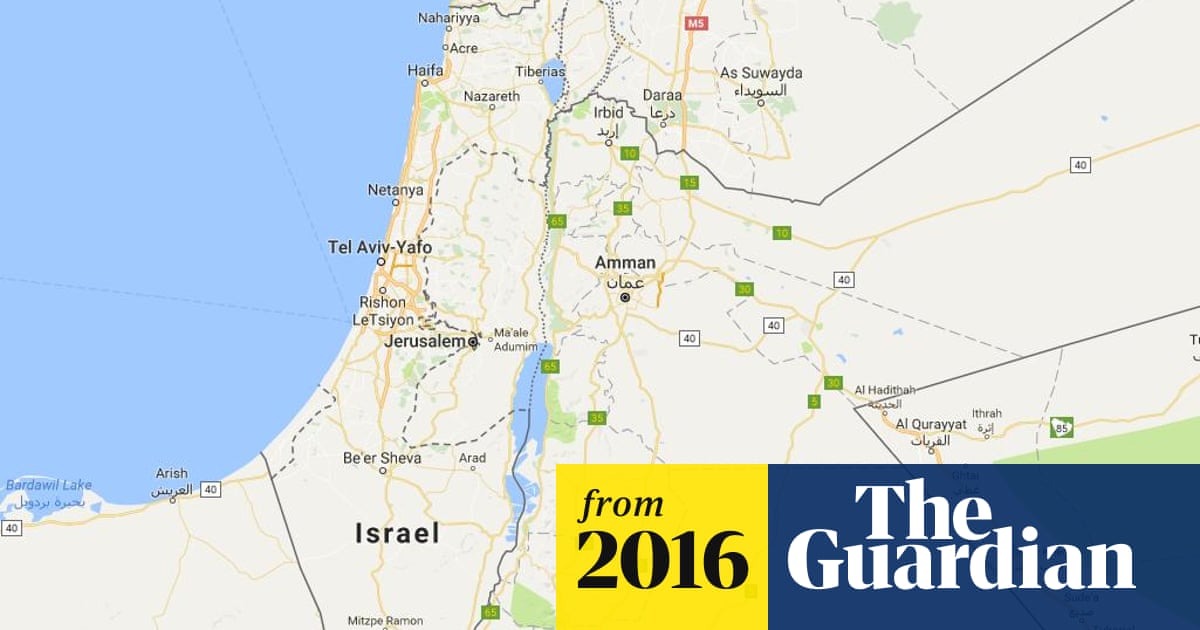 Nahariyya
M5
Acre
Haifa
Tiberias
As Suwayda
السويداء
Nazareth
Daraa
درعا
Irbid
إربد
10
40
15
Netanya
35
65
10
Tel Aviv-Yafo
Amman
عمان
40
30
Rishon
LeTsiyon
40
Jerusalem
Ma'ale
Adumim
40
65
30
5
Al Hadithah
الحديثة
35
Ithrah
إثرة
Al Qurayyat
القريات
85
Be'er Sheva
Arad
Arish
العريش
40
Bardawil Lake
بحيرة بردويل
40
Israel
from
2016
The
Guardian
65
Mitzpe Ramon